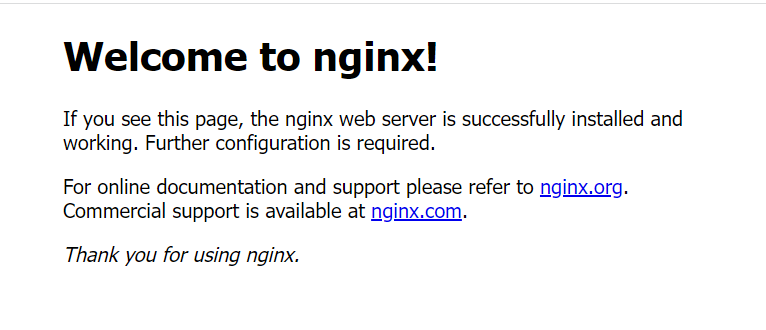 Welcome to nginx!
If you see this page, the nginx web server is successfully installed and
working. Further configuration is required.
For online documentation and support please refer to nginx.org.
Commercial support is available at nginx.com.
Thank you for using nginx.